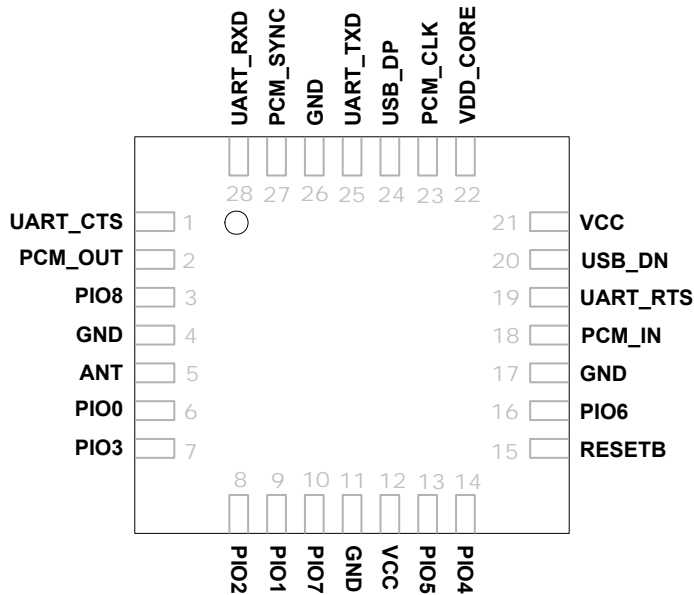 UART_RXD
PCM_SYNC
GND
UART_TXD
USB_DP
PCM_CLK
VDD_CORE
28 27 26 25 24 23 22
UART_CTS 1
PCM_OUT 2
PIO8 3
GND 4
ANT 5
PIO0 6
PIO3 7
21 VCC
20 USB_DN
19 UART_RTS
18 PCM_IN
17 GND
16 PIO6
15 RESETB
8 9 10 11 12 13 14
PIO2
PIO1
PIO7
GND
VCC
PIO5
PIO4